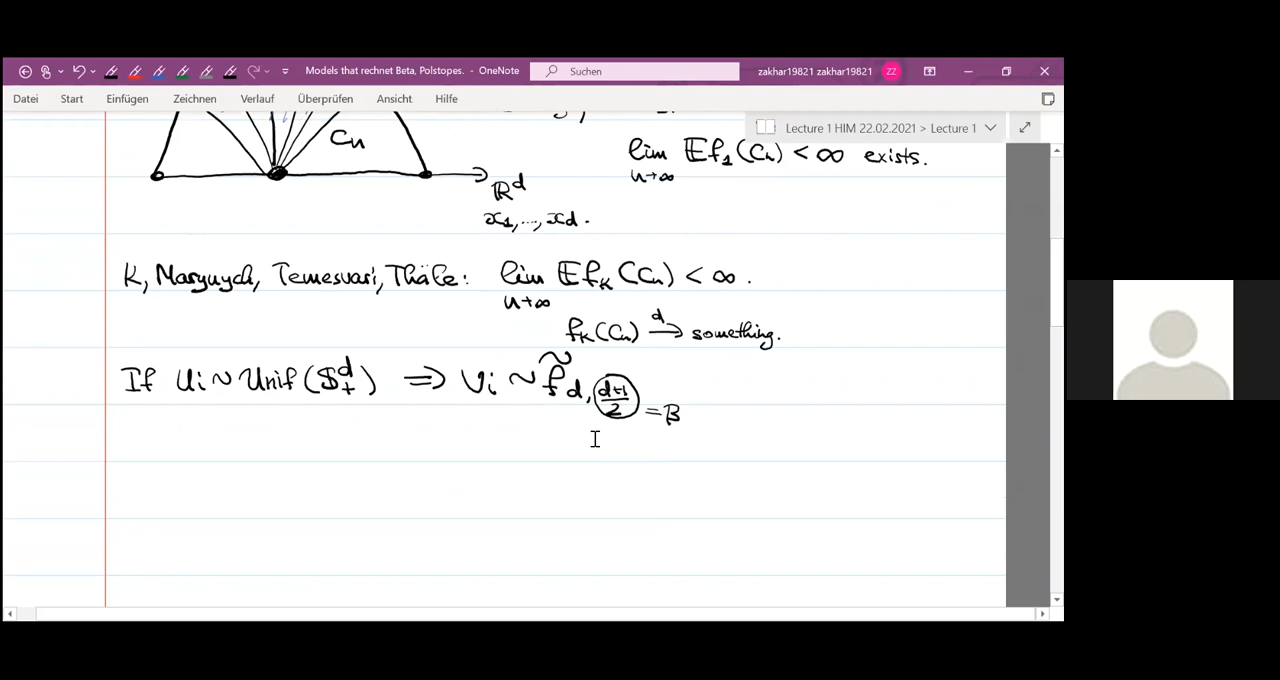 Models that rechnet Beta, Polstopes. - OneNote
Suchen
zakhar19821 zakhar19821
ZZ
Datei Start Einfügen Zeichnen Verlauf Überprüfen Ansicht Hilfe
Lecture 1 HIM 22.02.2021 > Lecture 1
Cn
lim E f₁(Cn) < ∞ exists.
n→∞
ℝᵈ
x₁,...,xd.
K, Marynych, Temesvari, Thäle: lim E fₖ(Cn) < ∞.
n→∞
fₖ(Cn) →ᵈ something.
If Ui ~ Unif(𝕊ᵈ₊) ⇒ Vi ~ f̃ d, (d+1)/2 = β